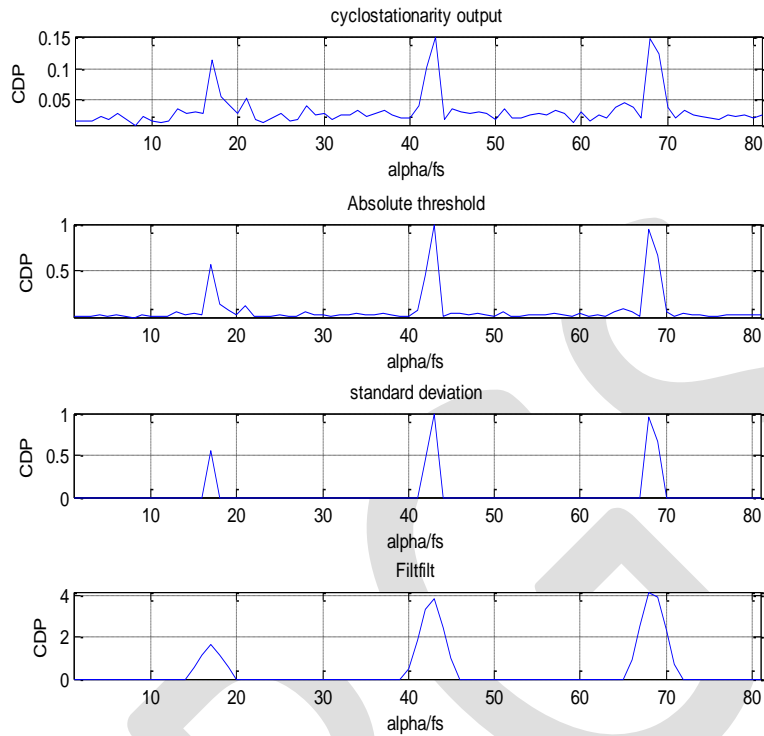 cyclostationarity output
0.15
0.1
0.05
CDP
10 20 30 40 50 60 70 80
alpha/fs
Absolute threshold
1
0.5
CDP
10 20 30 40 50 60 70 80
alpha/fs
standard deviation
1
0.5
0
CDP
10 20 30 40 50 60 70 80
alpha/fs
Filtfilt
4
2
0
CDP
10 20 30 40 50 60 70 80
alpha/fs